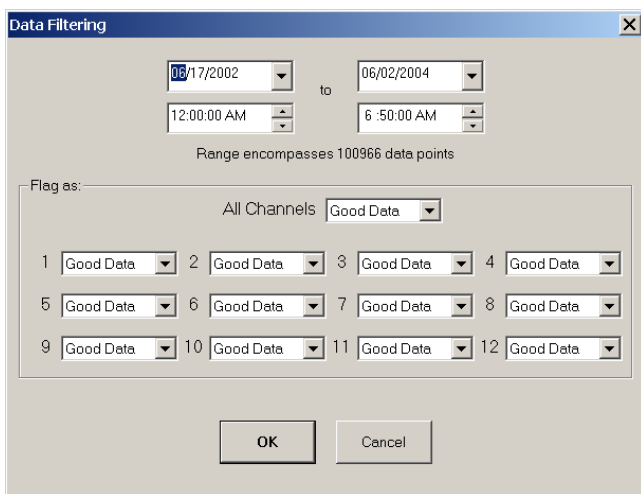 Data Filtering
06/17/2002 to 06/02/2004
12:00:00 AM 6 :50:00 AM
Range encompasses 100966 data points
Flag as:
All Channels Good Data
1 Good Data 2 Good Data 3 Good Data 4 Good Data
5 Good Data 6 Good Data 7 Good Data 8 Good Data
9 Good Data 10 Good Data 11 Good Data 12 Good Data
OK Cancel